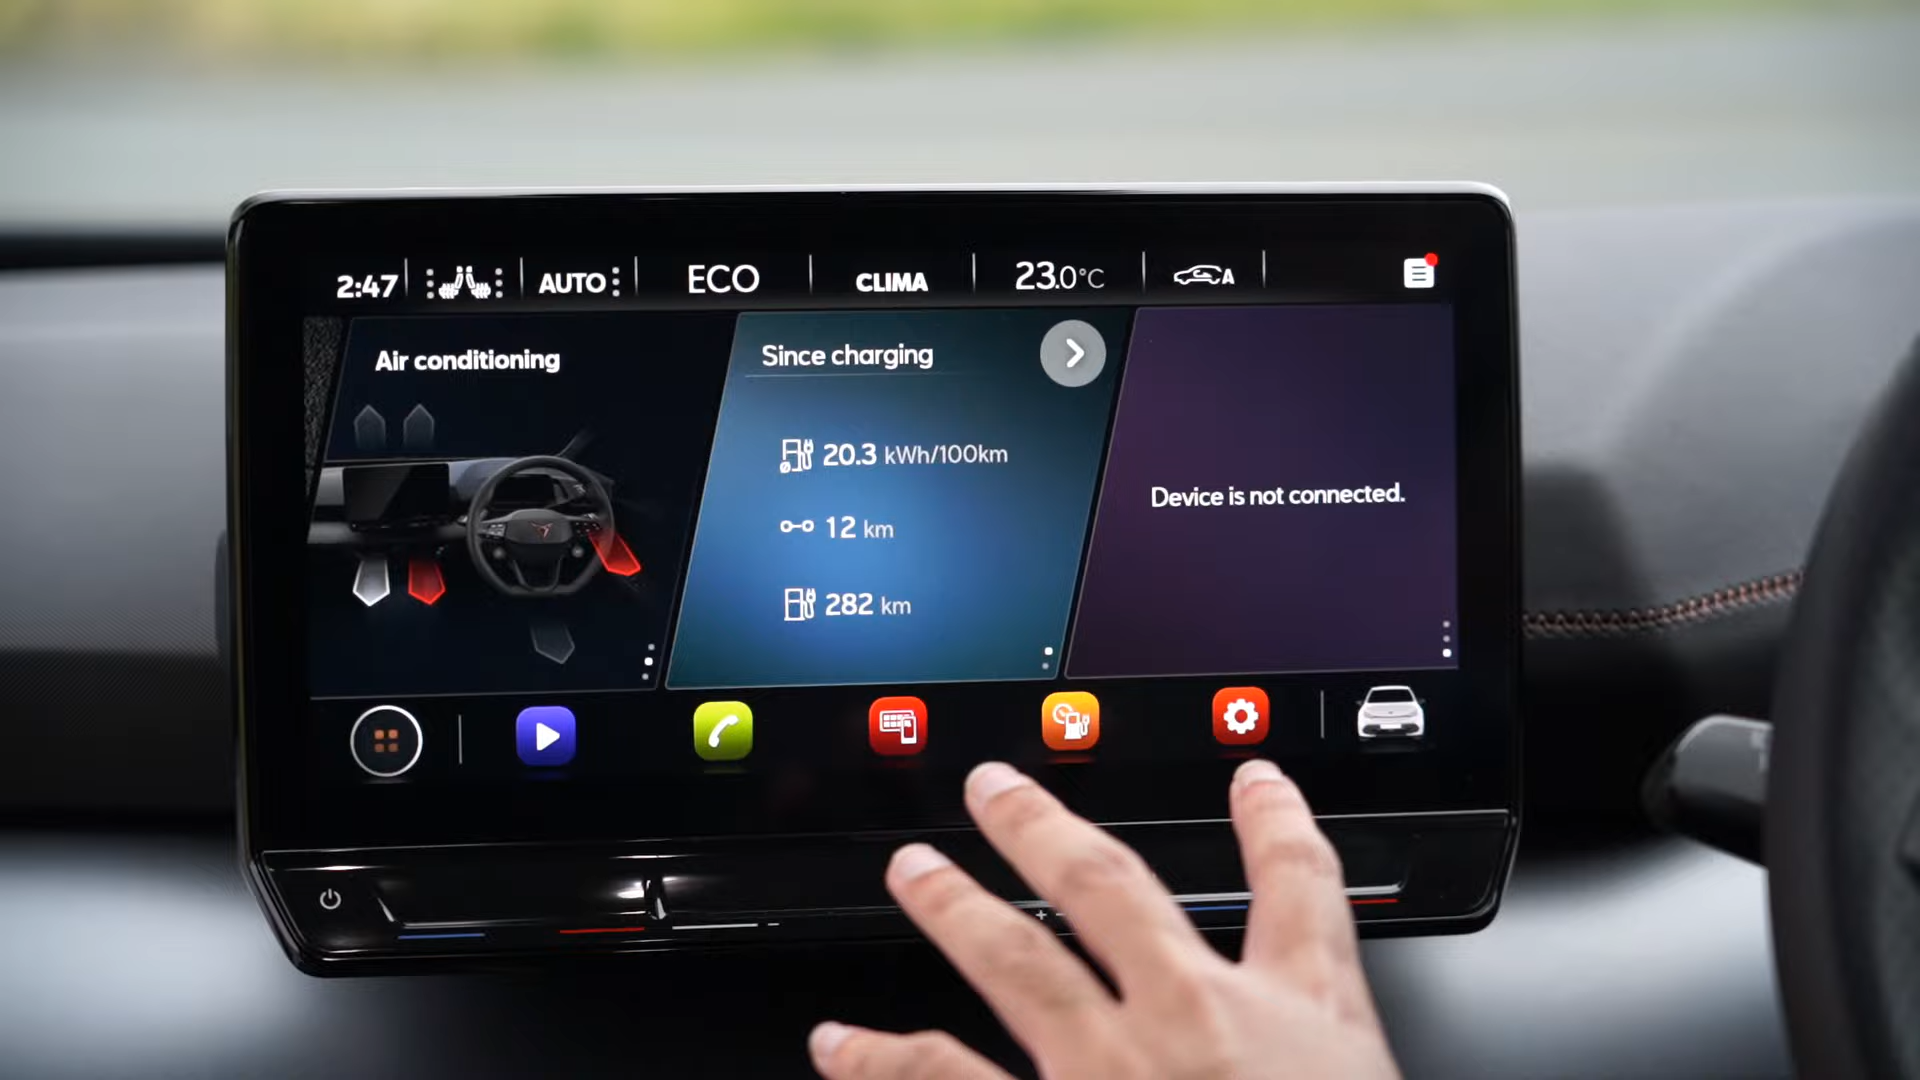 2:47 AUTO ECO CLIMA 23.0°C A
Air conditioning
Since charging
20.3 kWh/100km
12 km
282 km
Device is not connected.